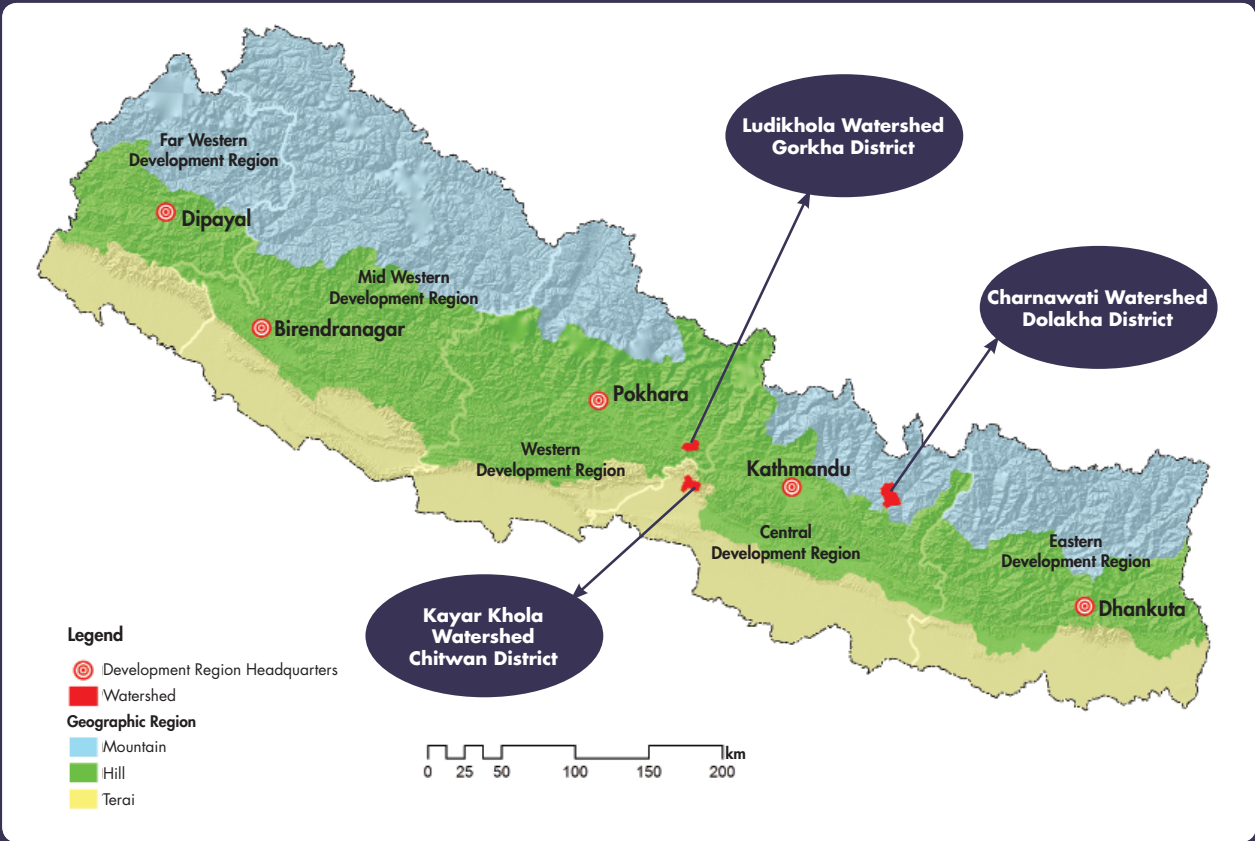 Ludikhola Watershed
Gorkha District
Far Western
Development Region
Dipayal
Charnawati Watershed
Dolakha District
Mid Western
Development Region
Birendranagar
Pokhara
Western
Development Region
Kathmandu
Central
Development Region
Eastern
Development Region
Dhankuta
Kayar Khola
Watershed
Chitwan District
Legend
Development Region Headquarters
Watershed
Geographic Region
Mountain
Hill
Terai
km
0 25 50 100 150 200